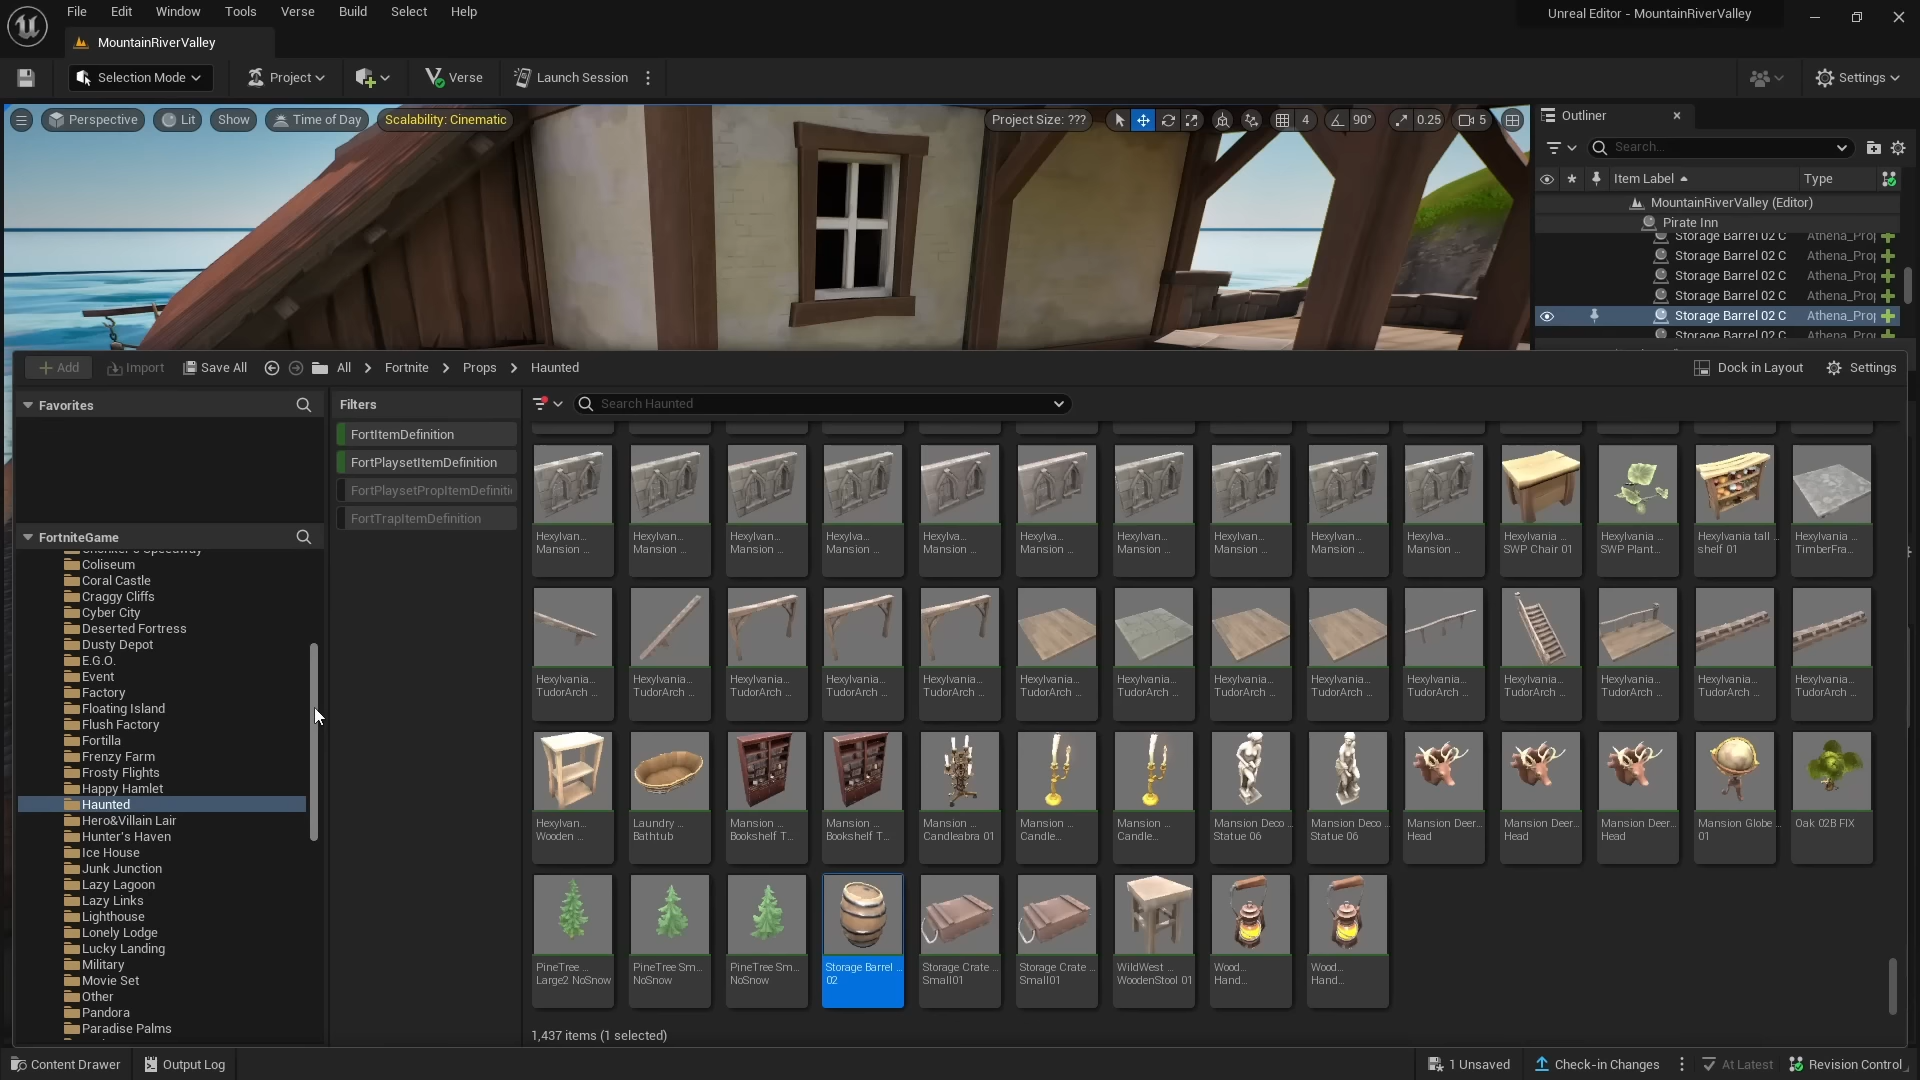 File Edit Window Tools Verse Build Select Help
Unreal Editor - MountainRiverValley
MountainRiverValley
Selection Mode
Project
Verse
Launch Session
Settings
Perspective
Lit
Show
Time of Day
Scalability: Cinematic
Project Size: ???
4
90°
0.25
5
Outliner
Search...
Item Label
Type
MountainRiverValley (Editor)
Pirate Inn
Storage Barrel 02 C Athena_Prop
Storage Barrel 02 C Athena_Prop
Storage Barrel 02 C Athena_Prop
Storage Barrel 02 C Athena_Prop
Storage Barrel 02 C Athena_Prop
Storage Barrel 02 C Athena_Prop
Add
Import
Save All
All
Fortnite
Props
Haunted
Dock in Layout
Settings
Favorites
FortniteGame
Coliseum
Coral Castle
Craggy Cliffs
Cyber City
Deserted Fortress
Dusty Depot
E.G.O.
Event
Factory
Floating Island
Flush Factory
Fortilla
Frenzy Farm
Frosty Flights
Happy Hamlet
Haunted
Hero&Villain Lair
Hunter's Haven
Ice House
Junk Junction
Lazy Lagoon
Lazy Links
Lighthouse
Lonely Lodge
Lucky Landing
Military
Movie Set
Other
Pandora
Paradise Palms
Filters
FortItemDefinition
FortPlaysetItemDefinition
FortPlaysetPropItemDefiniti
FortTrapItemDefinition
Search Haunted
Hexylvan...
Mansion ...
Hexylvan...
Mansion ...
Hexylvan...
Mansion ...
Hexylva...
Mansion ...
Hexylva...
Mansion ...
Hexylva...
Mansion ...
Hexylvan...
Mansion ...
Hexylvan...
Mansion ...
Hexylvan...
Mansion ...
Hexylva...
Mansion ...
Hexylvania ...
SWP Chair 01
Hexylvania ...
SWP Plant...
Hexylvania tall ...
shelf 01
Hexylvania ...
TimberFra...
Hexylvania...
TudorArch ...
Hexylvania...
TudorArch ...
Hexylvania...
TudorArch ...
Hexylvania...
TudorArch ...
Hexylvania...
TudorArch ...
Hexylvania...
TudorArch ...
Hexylvania...
TudorArch ...
Hexylvania...
TudorArch ...
Hexylvania...
TudorArch ...
Hexylvania...
TudorArch ...
Hexylvania...
TudorArch ...
Hexylvania...
TudorArch ...
Hexylvania...
TudorArch ...
Hexylvania...
TudorArch ...
Hexylvan...
Wooden ...
Laundry ...
Bathtub
Mansion ...
Bookshelf T...
Mansion ...
Bookshelf T...
Mansion ...
Candleabra 01
Mansion ...
Candle...
Mansion ...
Candle...
Mansion Deco ...
Statue 06
Mansion Deco ...
Statue 06
Mansion Deer...
Head
Mansion Deer...
Head
Mansion Deer...
Head
Mansion Globe ...
01
Oak 02B FIX
PineTree ...
Large2 NoSnow
PineTree Sm...
NoSnow
PineTree Sm...
NoSnow
Storage Barrel ...
02
Storage Crate ...
Small01
Storage Crate ...
Small01
WildWest ...
WoodenStool 01
Wood...
Hand...
Wood...
Hand...
1,437 items (1 selected)
Content Drawer
Output Log
1 Unsaved
Check-in Changes
At Latest
Revision Control